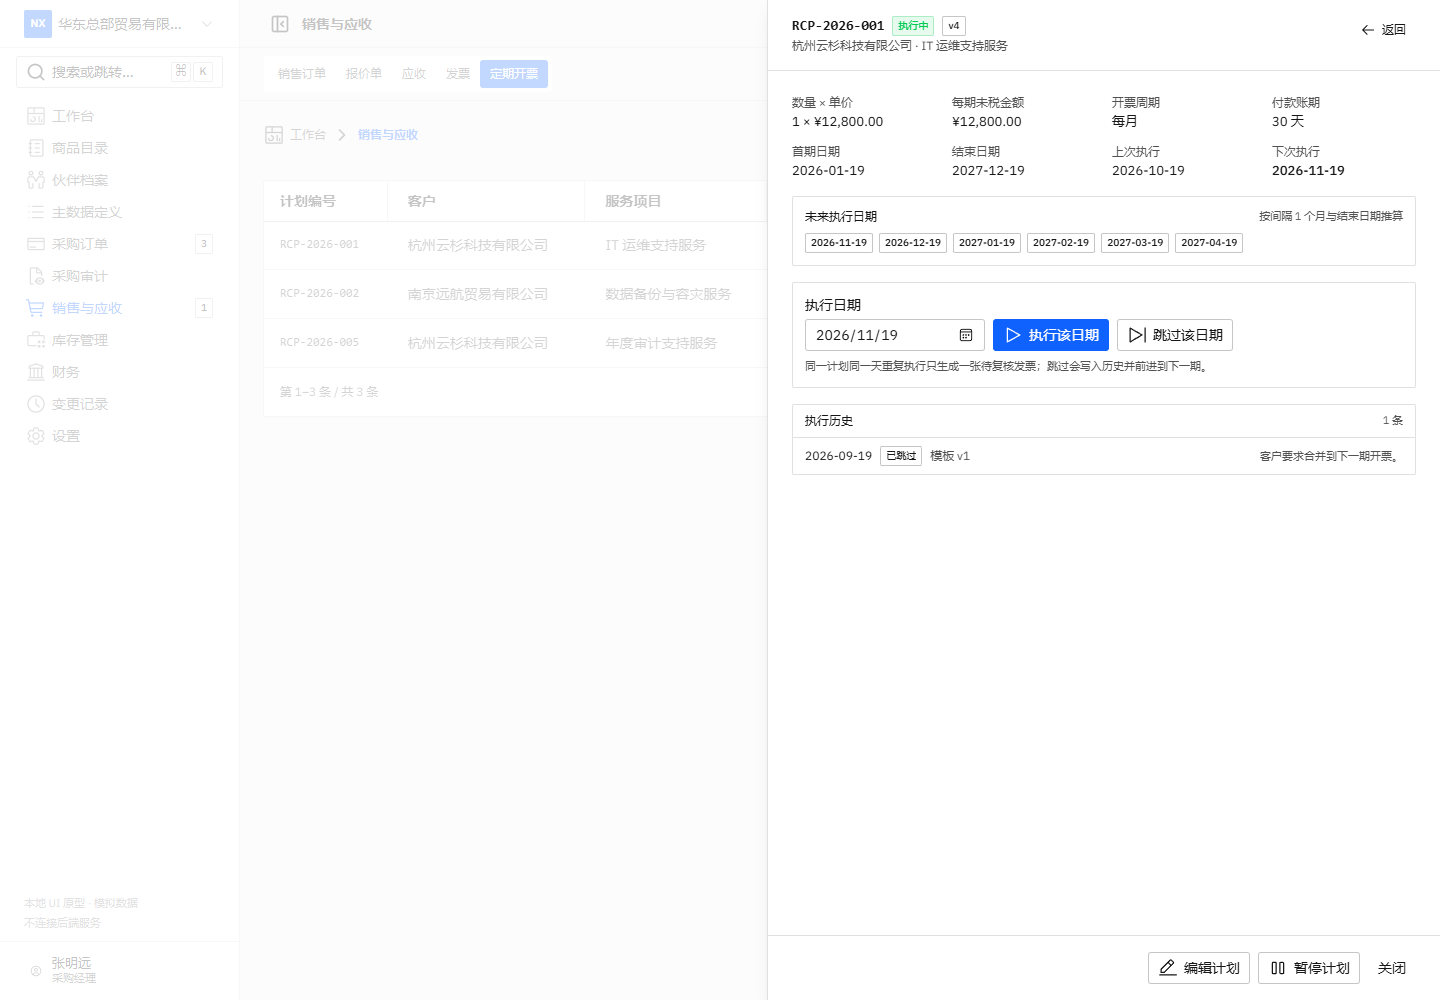 NX 华东总部贸易有限...
搜索或跳转... ⌘ K
工作台
商品目录
伙伴档案
主数据定义
采购订单 3
采购审计
销售与应收 1
库存管理
财务
变更记录
设置
本地 UI 原型 · 模拟数据
不连接后端服务
张明远
采购经理
销售与应收
销售订单 报价单 应收 发票 定期开票
工作台 销售与应收
计划编号 客户 服务项目
RCP-2026-001 杭州云杉科技有限公司 IT 运维支持服务
RCP-2026-002 南京远航贸易有限公司 数据备份与容灾服务
RCP-2026-005 杭州云杉科技有限公司 年度审计支持服务
第 1–3 条 / 共 3 条
RCP-2026-001 执行中 v4
杭州云杉科技有限公司 · IT 运维支持服务
返回
数量 × 单价 每期未税金额 开票周期 付款账期
1 × ¥12,800.00 ¥12,800.00 每月 30 天
首期日期 结束日期 上次执行 下次执行
2026-01-19 2027-12-19 2026-10-19 2026-11-19
未来执行日期 按间隔 1 个月与结束日期推算
2026-11-19 2026-12-19 2027-01-19 2027-02-19 2027-03-19 2027-04-19
执行日期
2026/11/19 执行该日期 跳过该日期
同一计划同一天重复执行只生成一张待复核发票；跳过会写入历史并前进到下一期。
执行历史 1 条
2026-09-19 已跳过 模板 v1 客户要求合并到下一期开票。
编辑计划 暂停计划 关闭